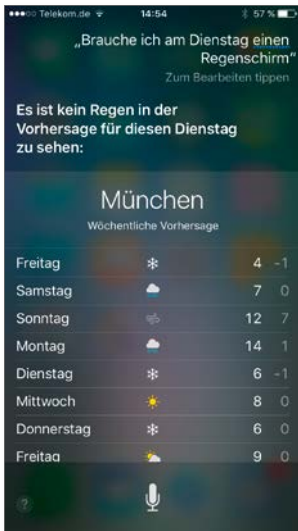 Telekom.de 14:54 57 %
„Brauche ich am Dienstag einen
Regenschirm“
Zum Bearbeiten tippen
Es ist kein Regen in der
Vorhersage für diesen Dienstag
zu sehen:
München
Wöchentliche Vorhersage
Freitag 4 -1
Samstag 7 0
Sonntag 12 7
Montag 14 1
Dienstag 6 -1
Mittwoch 8 0
Donnerstag 6 0
Freitag 9 0
?